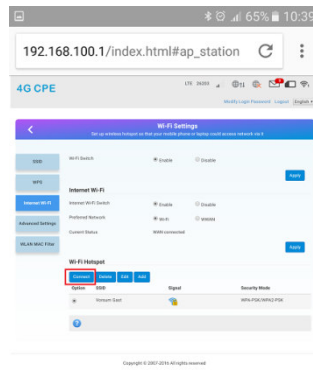 65% 10:39
192.168.100.1/index.html#ap_station
4G CPE
LTE
Modify Login Password Logout English
Wi-Fi Settings
Set up wireless hotspot so that your mobile phone or laptop could access network via it
SSID
WPS
Internet Wi-Fi
Advanced Settings
WLAN MAC Filter
Wi-Fi Switch Enable Disable
Apply
Internet Wi-Fi
Internet Wi-Fi Switch Enable Disable
Preferred Network Wi-Fi WWAN
Current Status WAN connected
Apply
Wi-Fi Hotspot
Connect Delete Edit Add
Option SSID Signal Security Mode
Voroum Gast WPA-PSK/WPA2-PSK
Copyright © 2007-2016 All rights reserved